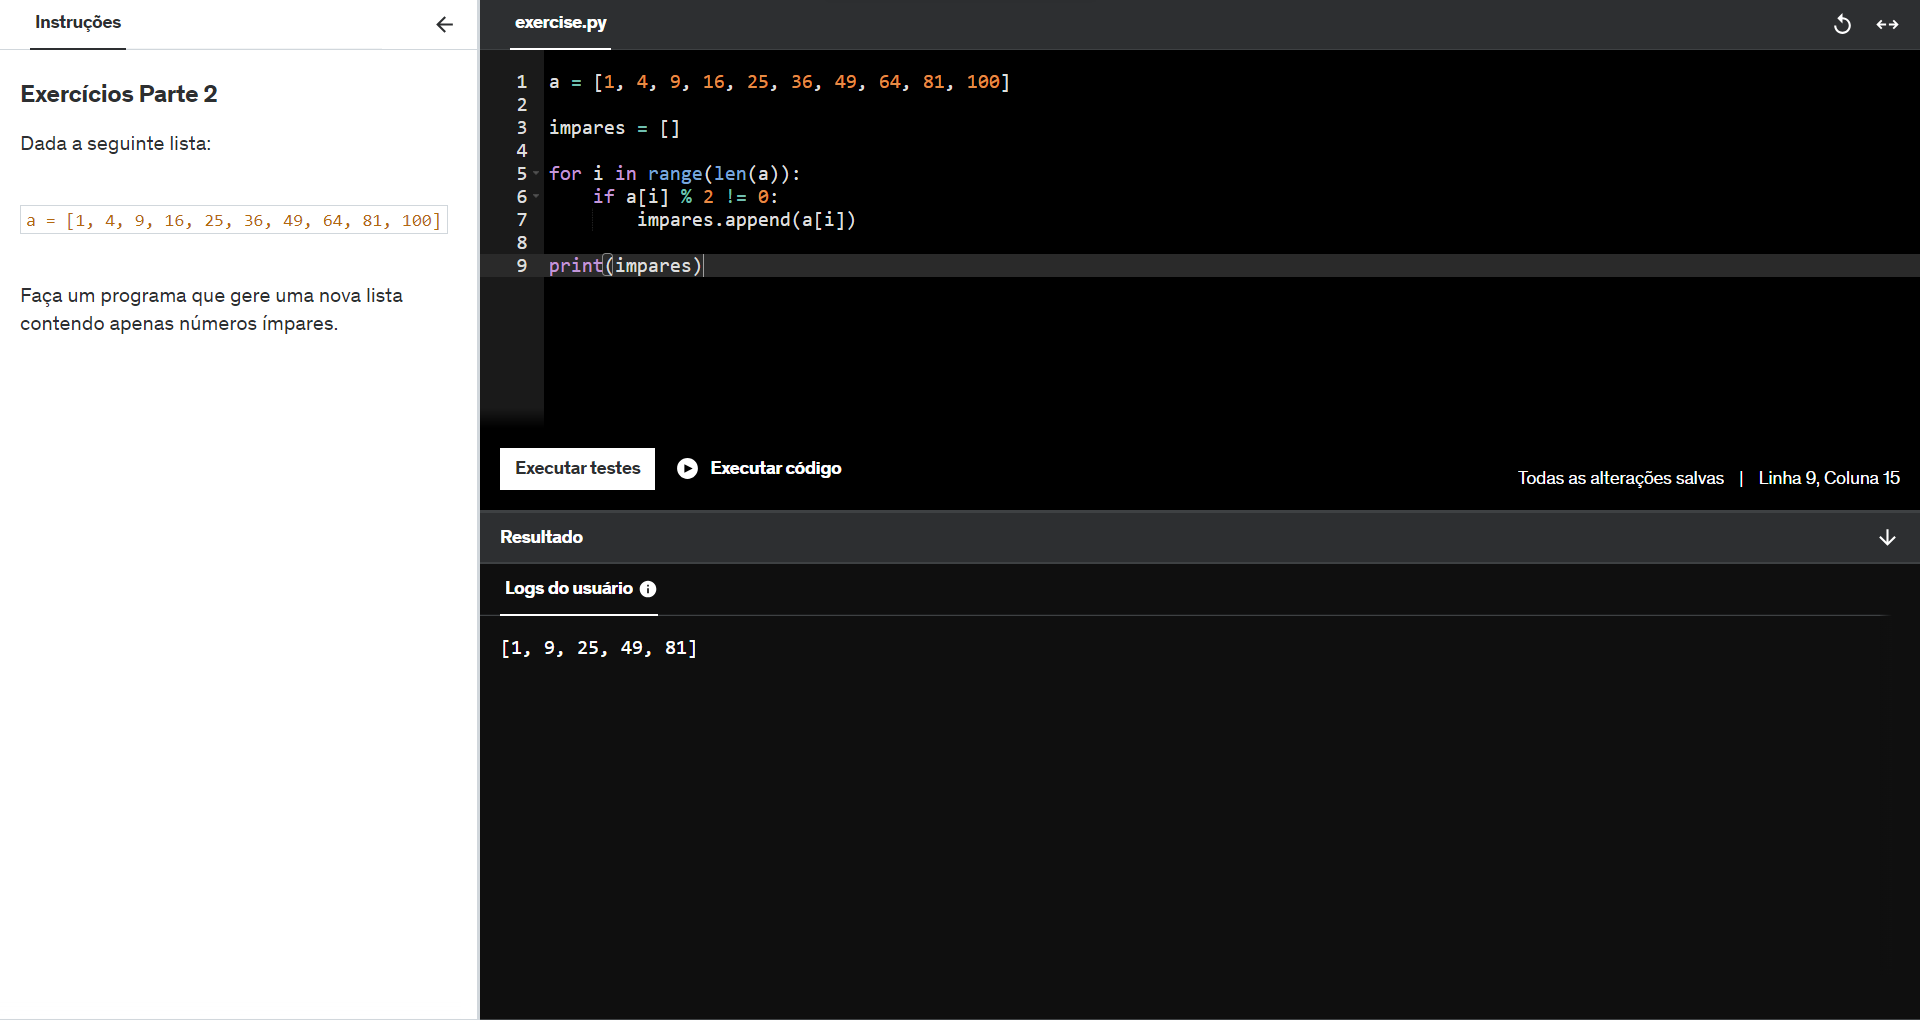 Instruções
Exercícios Parte 2
Dada a seguinte lista:
a = [1, 4, 9, 16, 25, 36, 49, 64, 81, 100]
Faça um programa que gere uma nova lista
contendo apenas números ímpares.
exercise.py
1 a = [1, 4, 9, 16, 25, 36, 49, 64, 81, 100]
2
3 impares = []
4
5 for i in range(len(a)):
6     if a[i] % 2 != 0:
7         impares.append(a[i])
8
9 print(impares)
Executar testes Executar código
Todas as alterações salvas | Linha 9, Coluna 15
Resultado
Logs do usuário
[1, 9, 25, 49, 81]